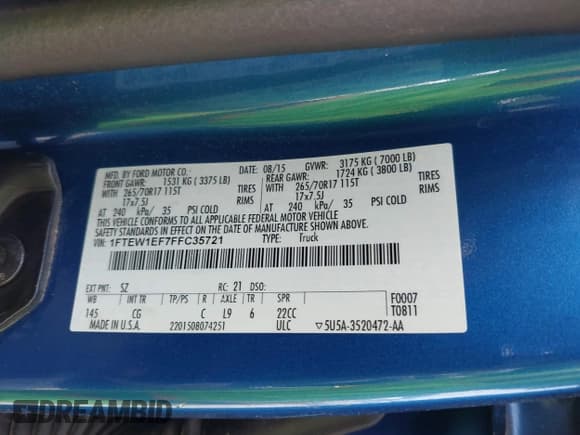 MFD. BY FORD MOTOR CO.: 08/15 GVWR: 3175 KG ( 7000 LB)
FRONT GAWR: 1531 KG ( 3375 LB) REAR GAWR: 1724 KG ( 3800 LB)
WITH 265/70R17 115T TIRES WITH 265/70R17 115T TIRES
17x7.5J RIMS 17x7.5J RIMS
AT 240 kPa/ 35 PSI COLD AT 240 kPa/ 35 PSI COLD
THIS VEHICLE CONFORMS TO ALL APPLICABLE FEDERAL MOTOR VEHICLE
SAFETY STANDARDS IN EFFECT ON THE DATE OF MANUFACTURE SHOWN ABOVE.
VIN: 1FTEW1EF7FFC35721 TYPE: Truck
EXT PNT: SZ RC: 21 DSO:
WB INT TR TP/PS R AXLE TR SPR F0007
145 CG C L9 6 22CC T0811
MADE IN U.S.A. 2201508074251 ULC ▽5U5A-3520472-AA
DREAMBID